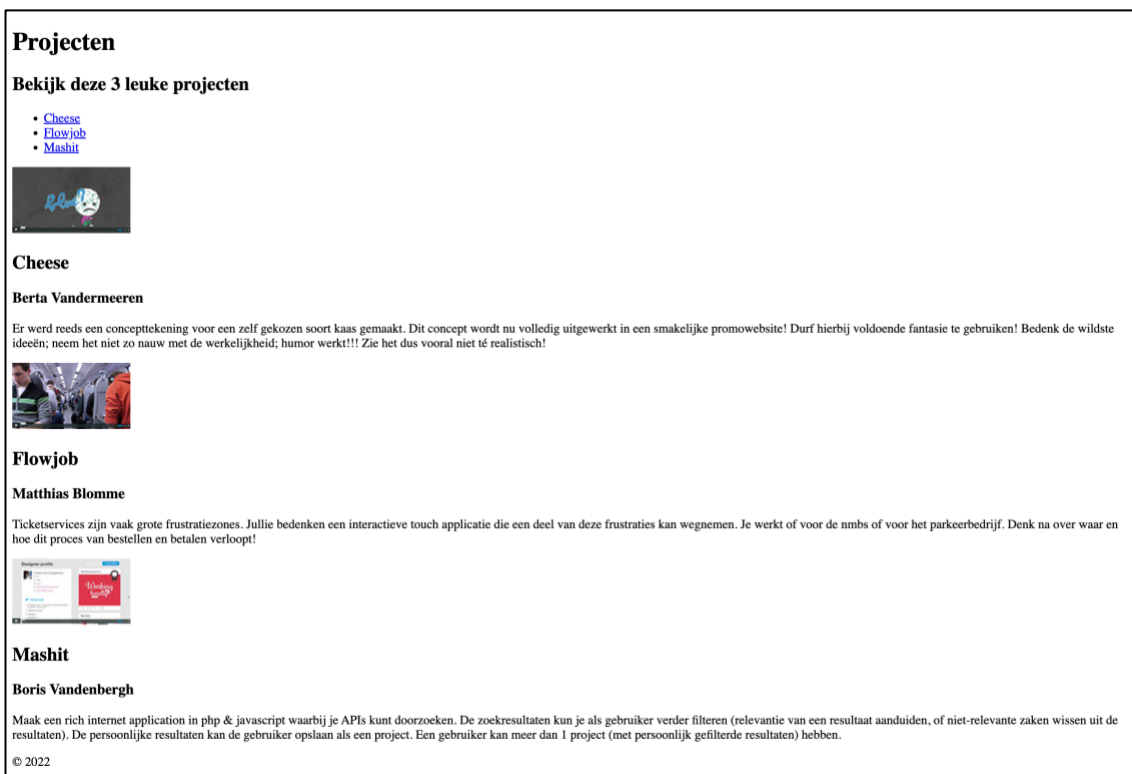 Projecten
Bekijk deze 3 leuke projecten
• Cheese
• Flowjob
• Mashit
Cheese
Berta Vandermeeren
Er werd reeds een concepttekening voor een zelf gekozen soort kaas gemaakt. Dit concept wordt nu volledig uitgewerkt in een smakelijke promowebsite! Durf hierbij voldoende fantasie te gebruiken! Bedenk de wildste
ideeën; neem het niet zo nauw met de werkelijkheid; humor werkt!!! Zie het dus vooral niet té realistisch!
Flowjob
Matthias Blomme
Ticketservices zijn vaak grote frustratiezones. Jullie bedenken een interactieve touch applicatie die een deel van deze frustraties kan wegnemen. Je werkt of voor de nmbs of voor het parkeerbedrijf. Denk na over waar en
hoe dit proces van bestellen en betalen verloopt!
Designer profile
Mashit
Boris Vandenbergh
Maak een rich internet application in php & javascript waarbij je APIs kunt doorzoeken. De zoekresultaten kun je als gebruiker verder filteren (relevantie van een resultaat aanduiden, of niet-relevante zaken wissen uit de
resultaten). De persoonlijke resultaten kan de gebruiker opslaan als een project. Een gebruiker kan meer dan 1 project (met persoonlijk gefilterde resultaten) hebben.
© 2022